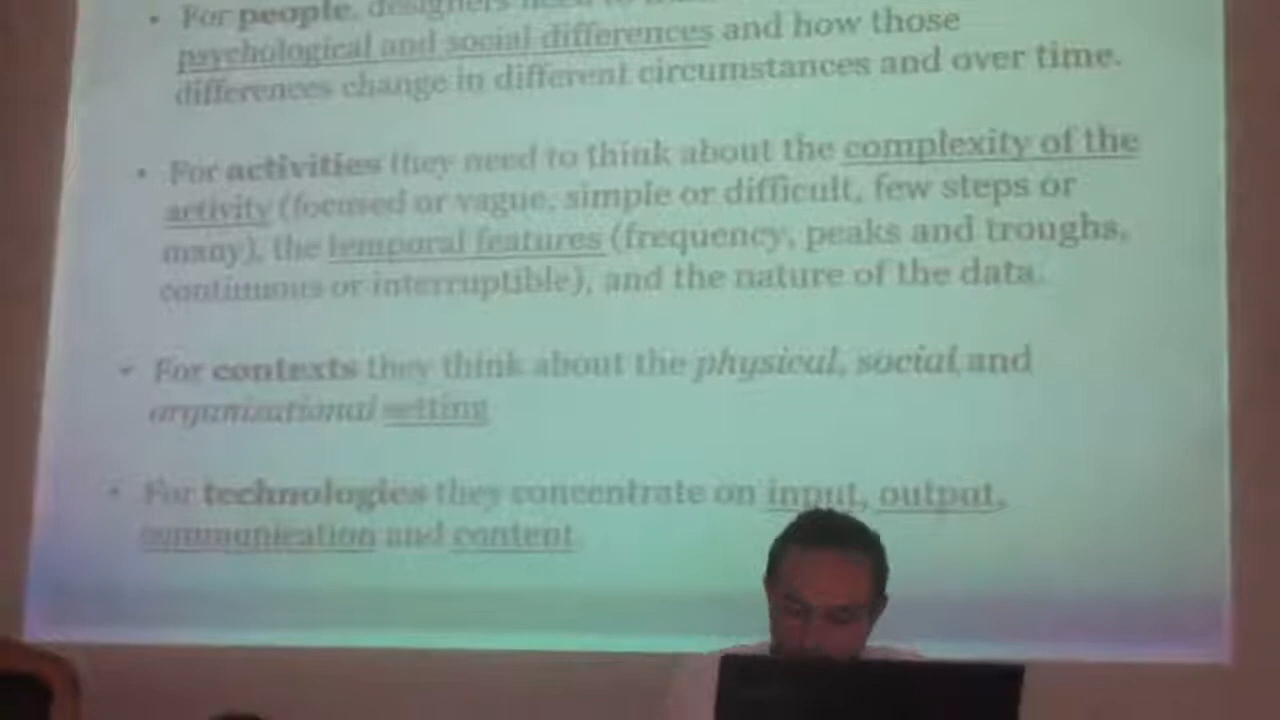 • For people, designers need to
psychological and social differences and how those
differences change in different circumstances and over time.
• For activities they need to think about the complexity of the
activity (focused or vague, simple or difficult, few steps or
many), the temporal features (frequency, peaks and troughs,
continuous or interruptible), and the nature of the data.
• For contexts they think about the physical, social and
organizational setting
• For technologies they concentrate on input, output,
communication and content.